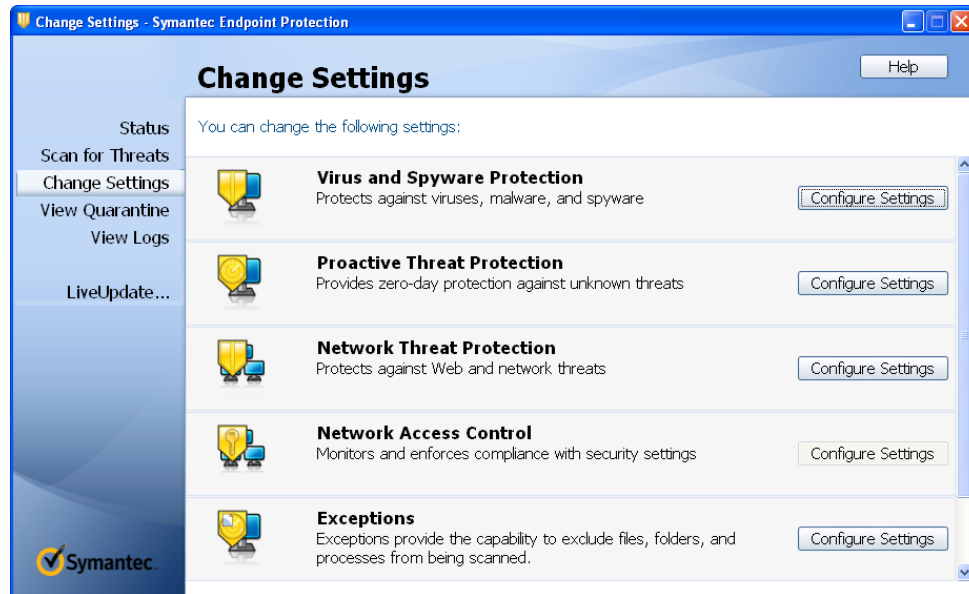 Change Settings - Symantec Endpoint Protection
Change Settings
Help
Status
Scan for Threats
Change Settings
View Quarantine
View Logs
LiveUpdate...
You can change the following settings:
Virus and Spyware Protection
Protects against viruses, malware, and spyware
Configure Settings
Proactive Threat Protection
Provides zero-day protection against unknown threats
Configure Settings
Network Threat Protection
Protects against Web and network threats
Configure Settings
Network Access Control
Monitors and enforces compliance with security settings
Configure Settings
Exceptions
Exceptions provide the capability to exclude files, folders, and
processes from being scanned.
Configure Settings
Symantec.